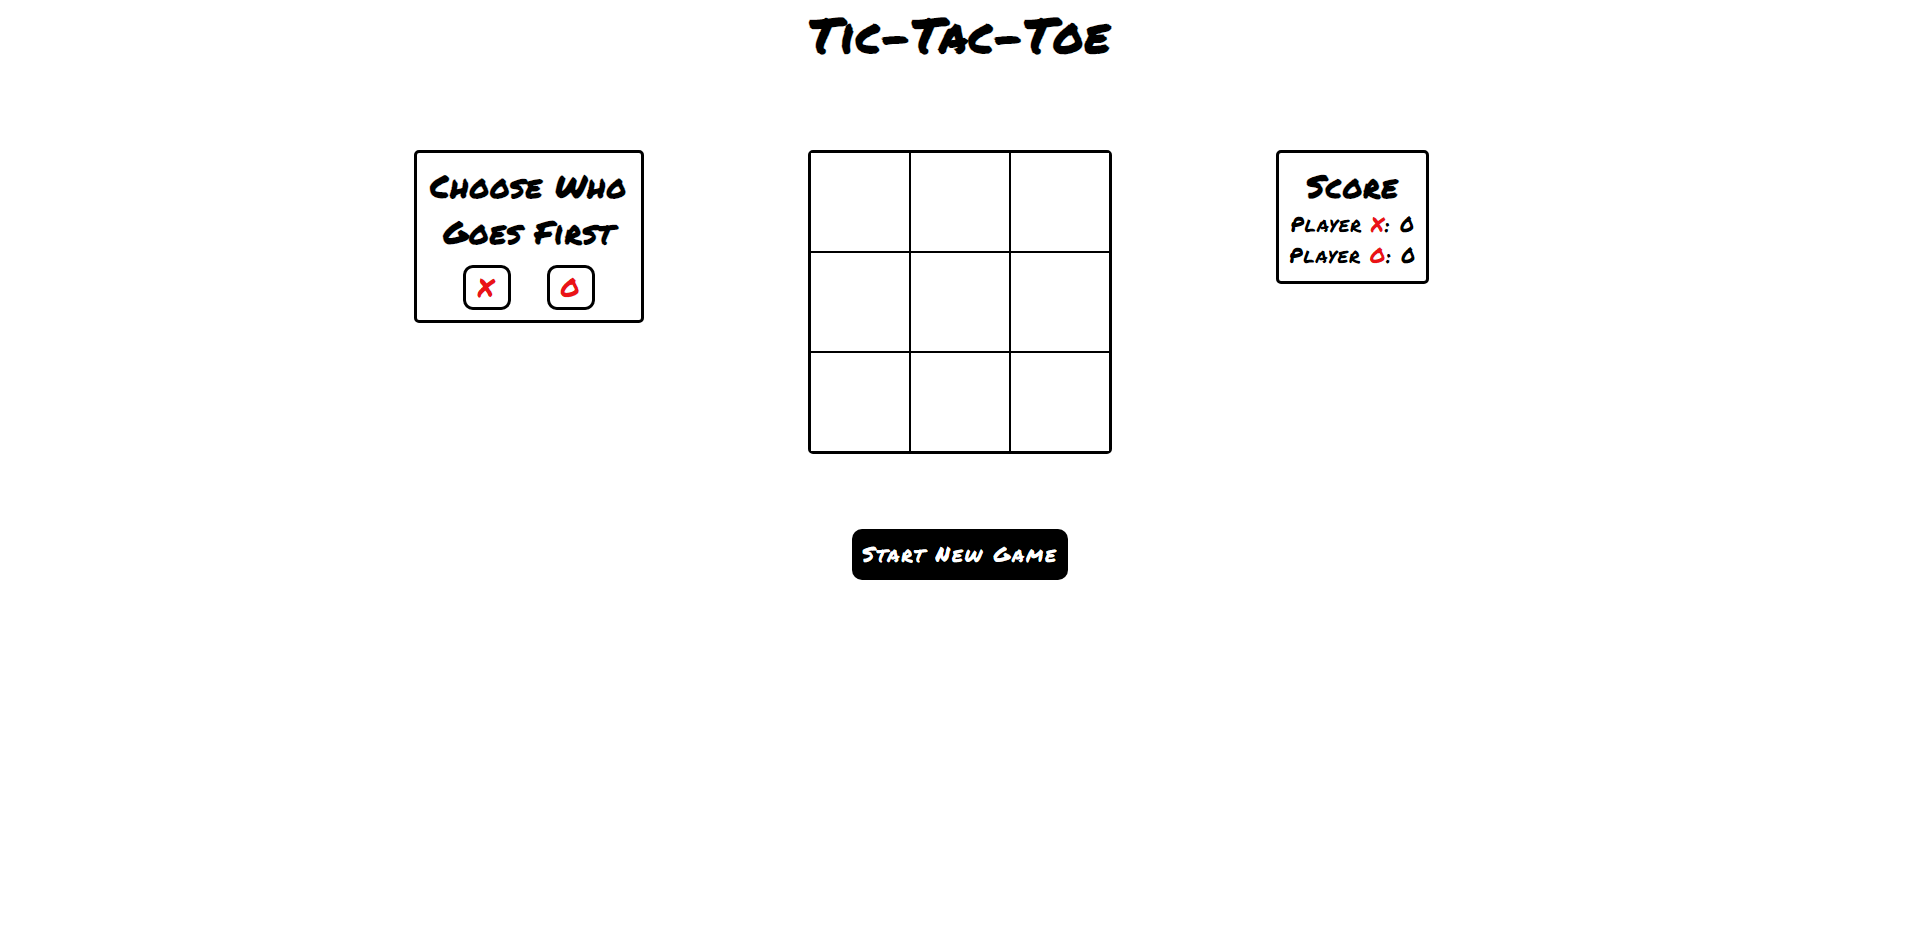 Tic-Tac-Toe
Choose Who
Goes First
X
O
Score
Player X: 0
Player O: 0
Start New Game